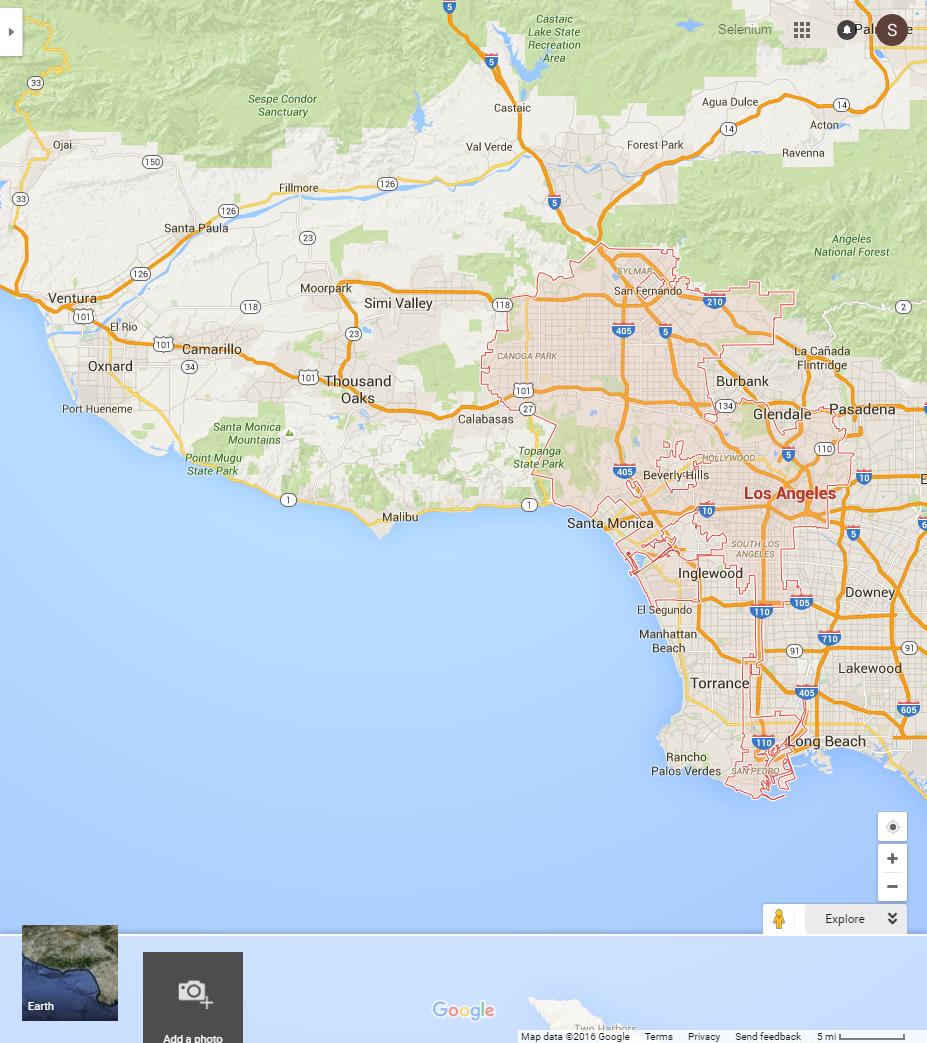 5
Castaic
Lake State
Recreation
Area
Selenium
S
5
33
Sespe Condor
Sanctuary
Castaic
Agua Dulce
14
Acton
14
Ojai
150
Val Verde
Forest Park
Ravenna
126
Fillmore
33
126
5
Santa Paula
23
Angeles
National Forest
126
SYLMAR
Moorpark
San Fernando
Ventura
118
Simi Valley
118
210
2
101
El Rio
23
405
5
101
Camarillo
La Cañada
Flintridge
CANOGA PARK
Oxnard
34
101
Thousand
Oaks
101
Burbank
Port Hueneme
27
134
Glendale
Pasadena
Calabasas
Santa Monica
Mountains
Topanga
State Park
110
5
HOLLYWOOD
Point Mugu
State Park
405
Beverly Hills
10
Los Angeles
1
1
10
Malibu
Santa Monica
5
SOUTH LOS
ANGELES
Inglewood
Downey
El Segundo
110
105
Manhattan
Beach
710
91
91
Lakewood
Torrance
405
605
110
Long Beach
Rancho
Palos Verdes
SAN PEDRO
+
−
Explore
Earth
Add a photo
Google
Two Harbors
Map data ©2016 Google Terms Privacy Send feedback 5 mi